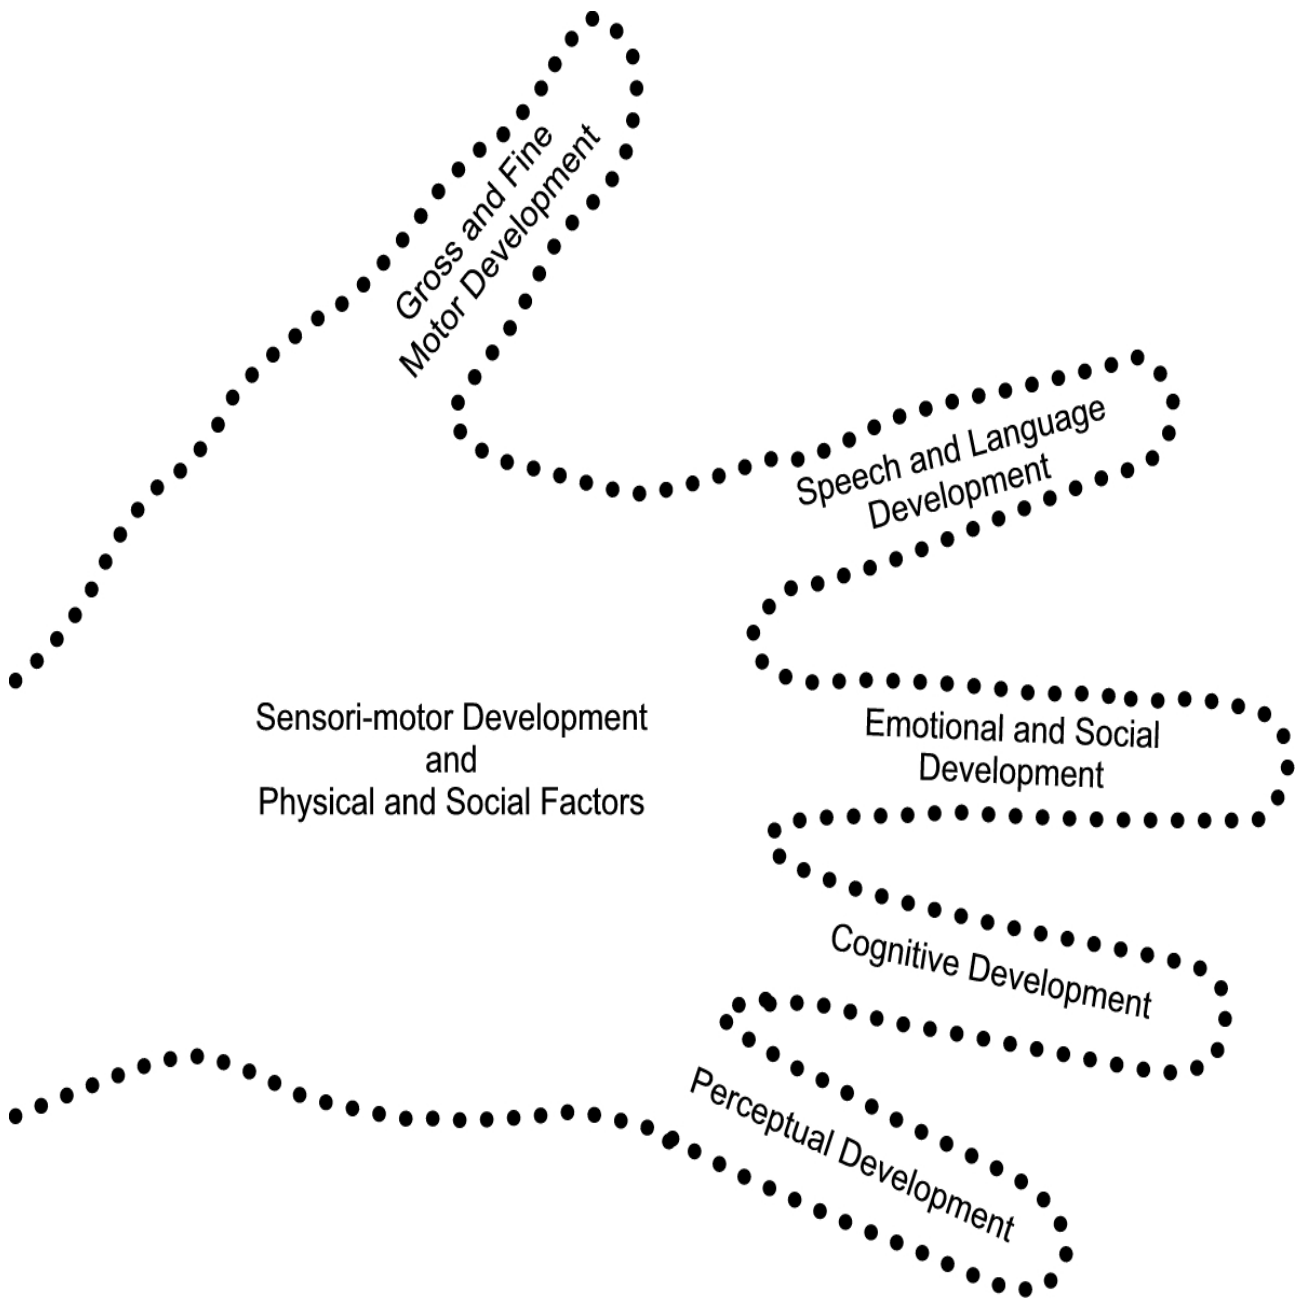 Gross and Fine
Motor Development
Speech and Language
Development
Sensori-motor Development
and
Physical and Social Factors
Emotional and Social
Development
Cognitive Development
Perceptual Development